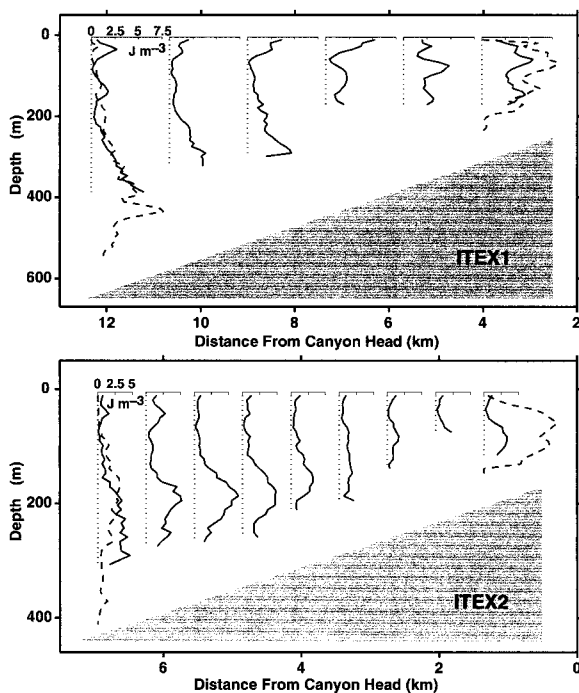 0 2.5 5 7.5
J m⁻³
0
200
400
600
Depth (m)
ITEX1
12 10 8 6 4 2
Distance From Canyon Head (km)
0 2.5 5
J m⁻³
0
200
400
Depth (m)
ITEX2
6 4 2 0
Distance From Canyon Head (km)